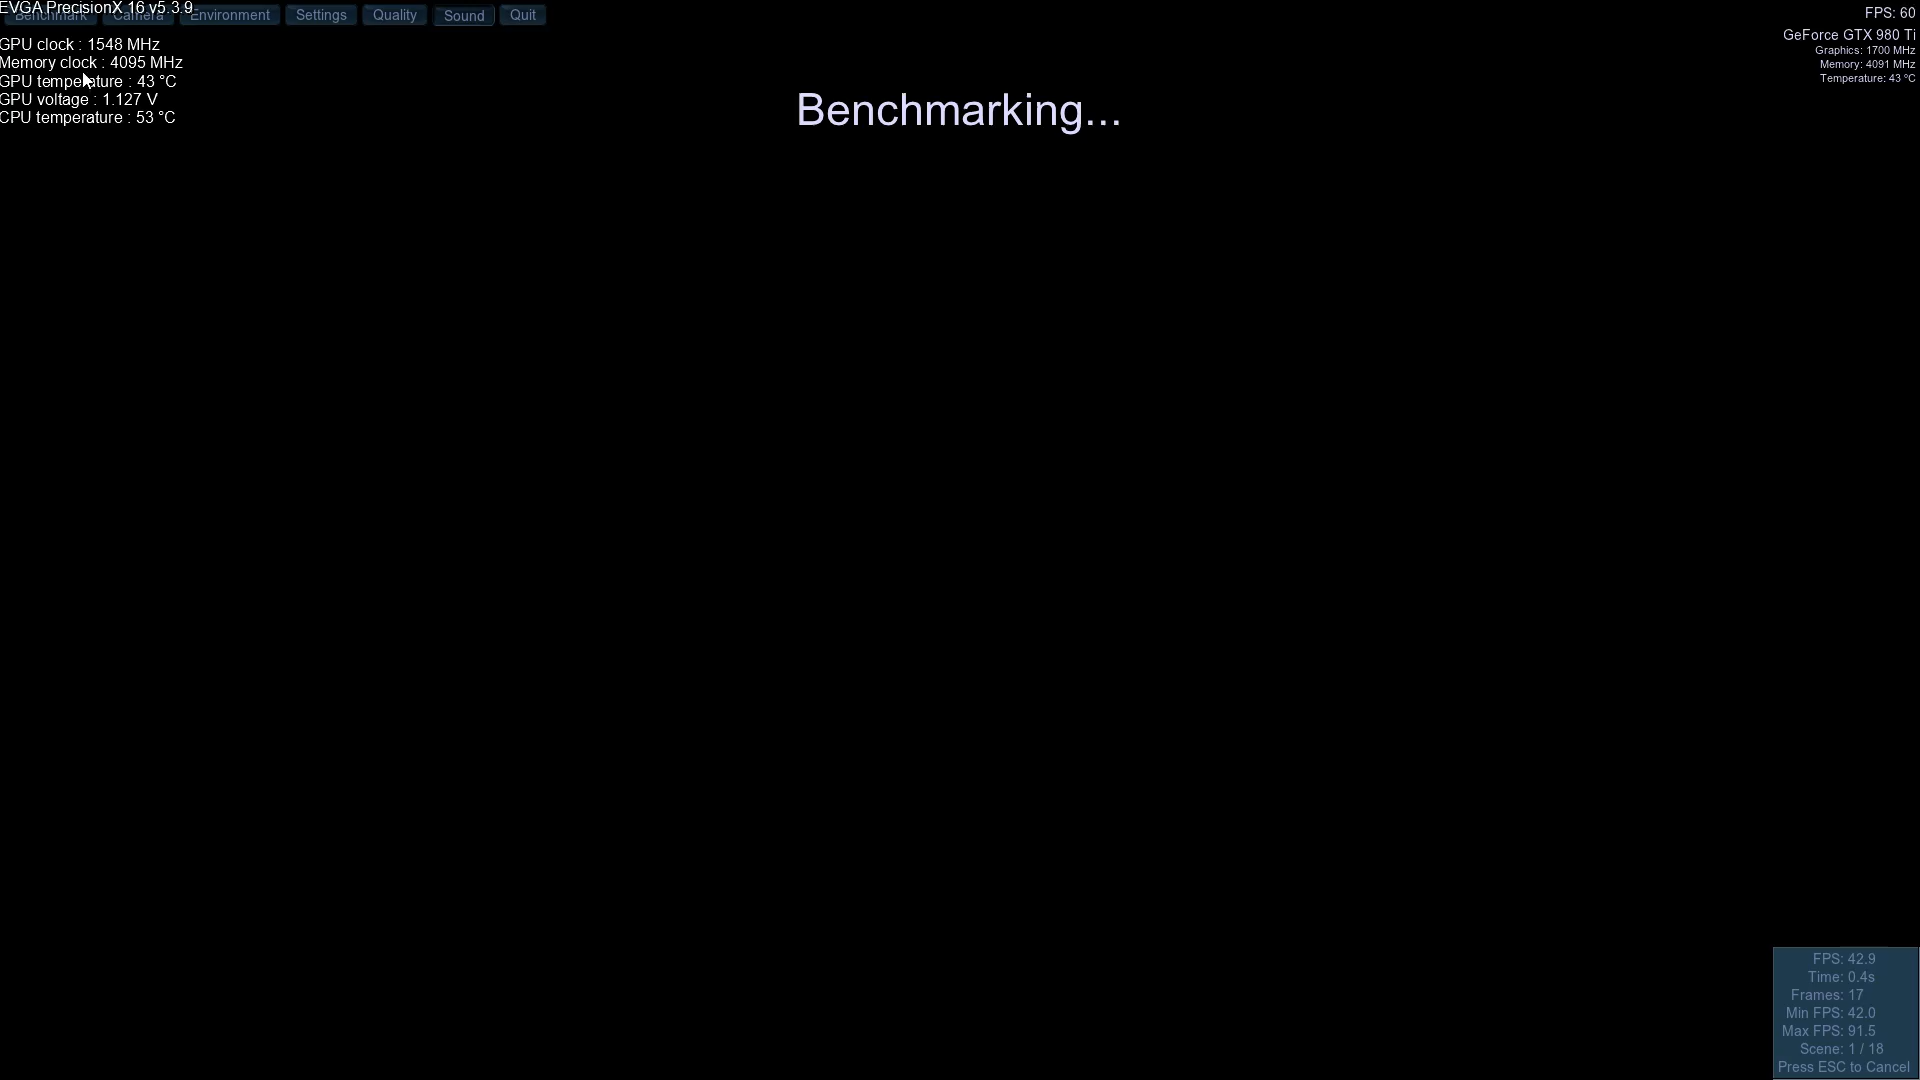 EVGA PrecisionX 16 v5.3.9
Benchmark Camera Environment Settings Quality Sound Quit
GPU clock : 1548 MHz
Memory clock : 4095 MHz
GPU temperature : 43 °C
GPU voltage : 1.127 V
CPU temperature : 53 °C
FPS: 60
GeForce GTX 980 Ti
Graphics: 1700 MHz
Memory: 4091 MHz
Temperature: 43 °C
Benchmarking...
FPS: 42.9
Time: 0.4s
Frames: 17
Min FPS: 42.0
Max FPS: 91.5
Scene: 1 / 18
Press ESC to Cancel